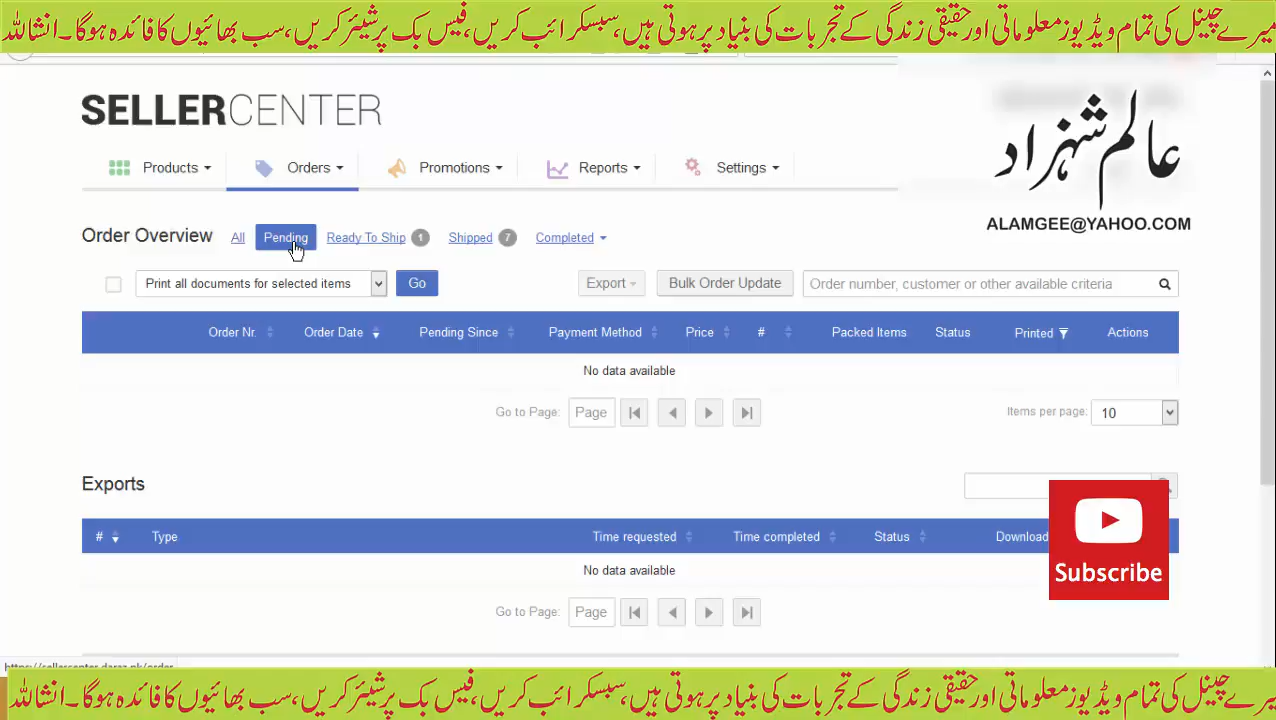 میرے چینل کی تمام ویڈیوز معلوماتی اور حقیقی زندگی کے تجربات کی بنیاد پر ہوتی ہیں، سبسکرائب کریں، فیس بک پر شیئر کریں، سب بھائیوں کا فائدہ ہوگا۔ انشااللہ
SELLERCENTER
عالم شہزاد
Products Orders Promotions Reports Settings
ALAMGEE@YAHOO.COM
Order Overview All Pending Ready To Ship 1 Shipped 7 Completed
Print all documents for selected items Go Export Bulk Order Update Order number, customer or other available criteria
Order Nr. Order Date Pending Since Payment Method Price # Packed Items Status Printed Actions
No data available
Go to Page: Page Items per page: 10
Exports
# Type Time requested Time completed Status Download
No data available
Subscribe
Go to Page: Page
https://sellercenter.daraz.pk/order
میرے چینل کی تمام ویڈیوز معلوماتی اور حقیقی زندگی کے تجربات کی بنیاد پر ہوتی ہیں، سبسکرائب کریں، فیس بک پر شیئر کریں، سب بھائیوں کا فائدہ ہوگا۔ انشااللہ